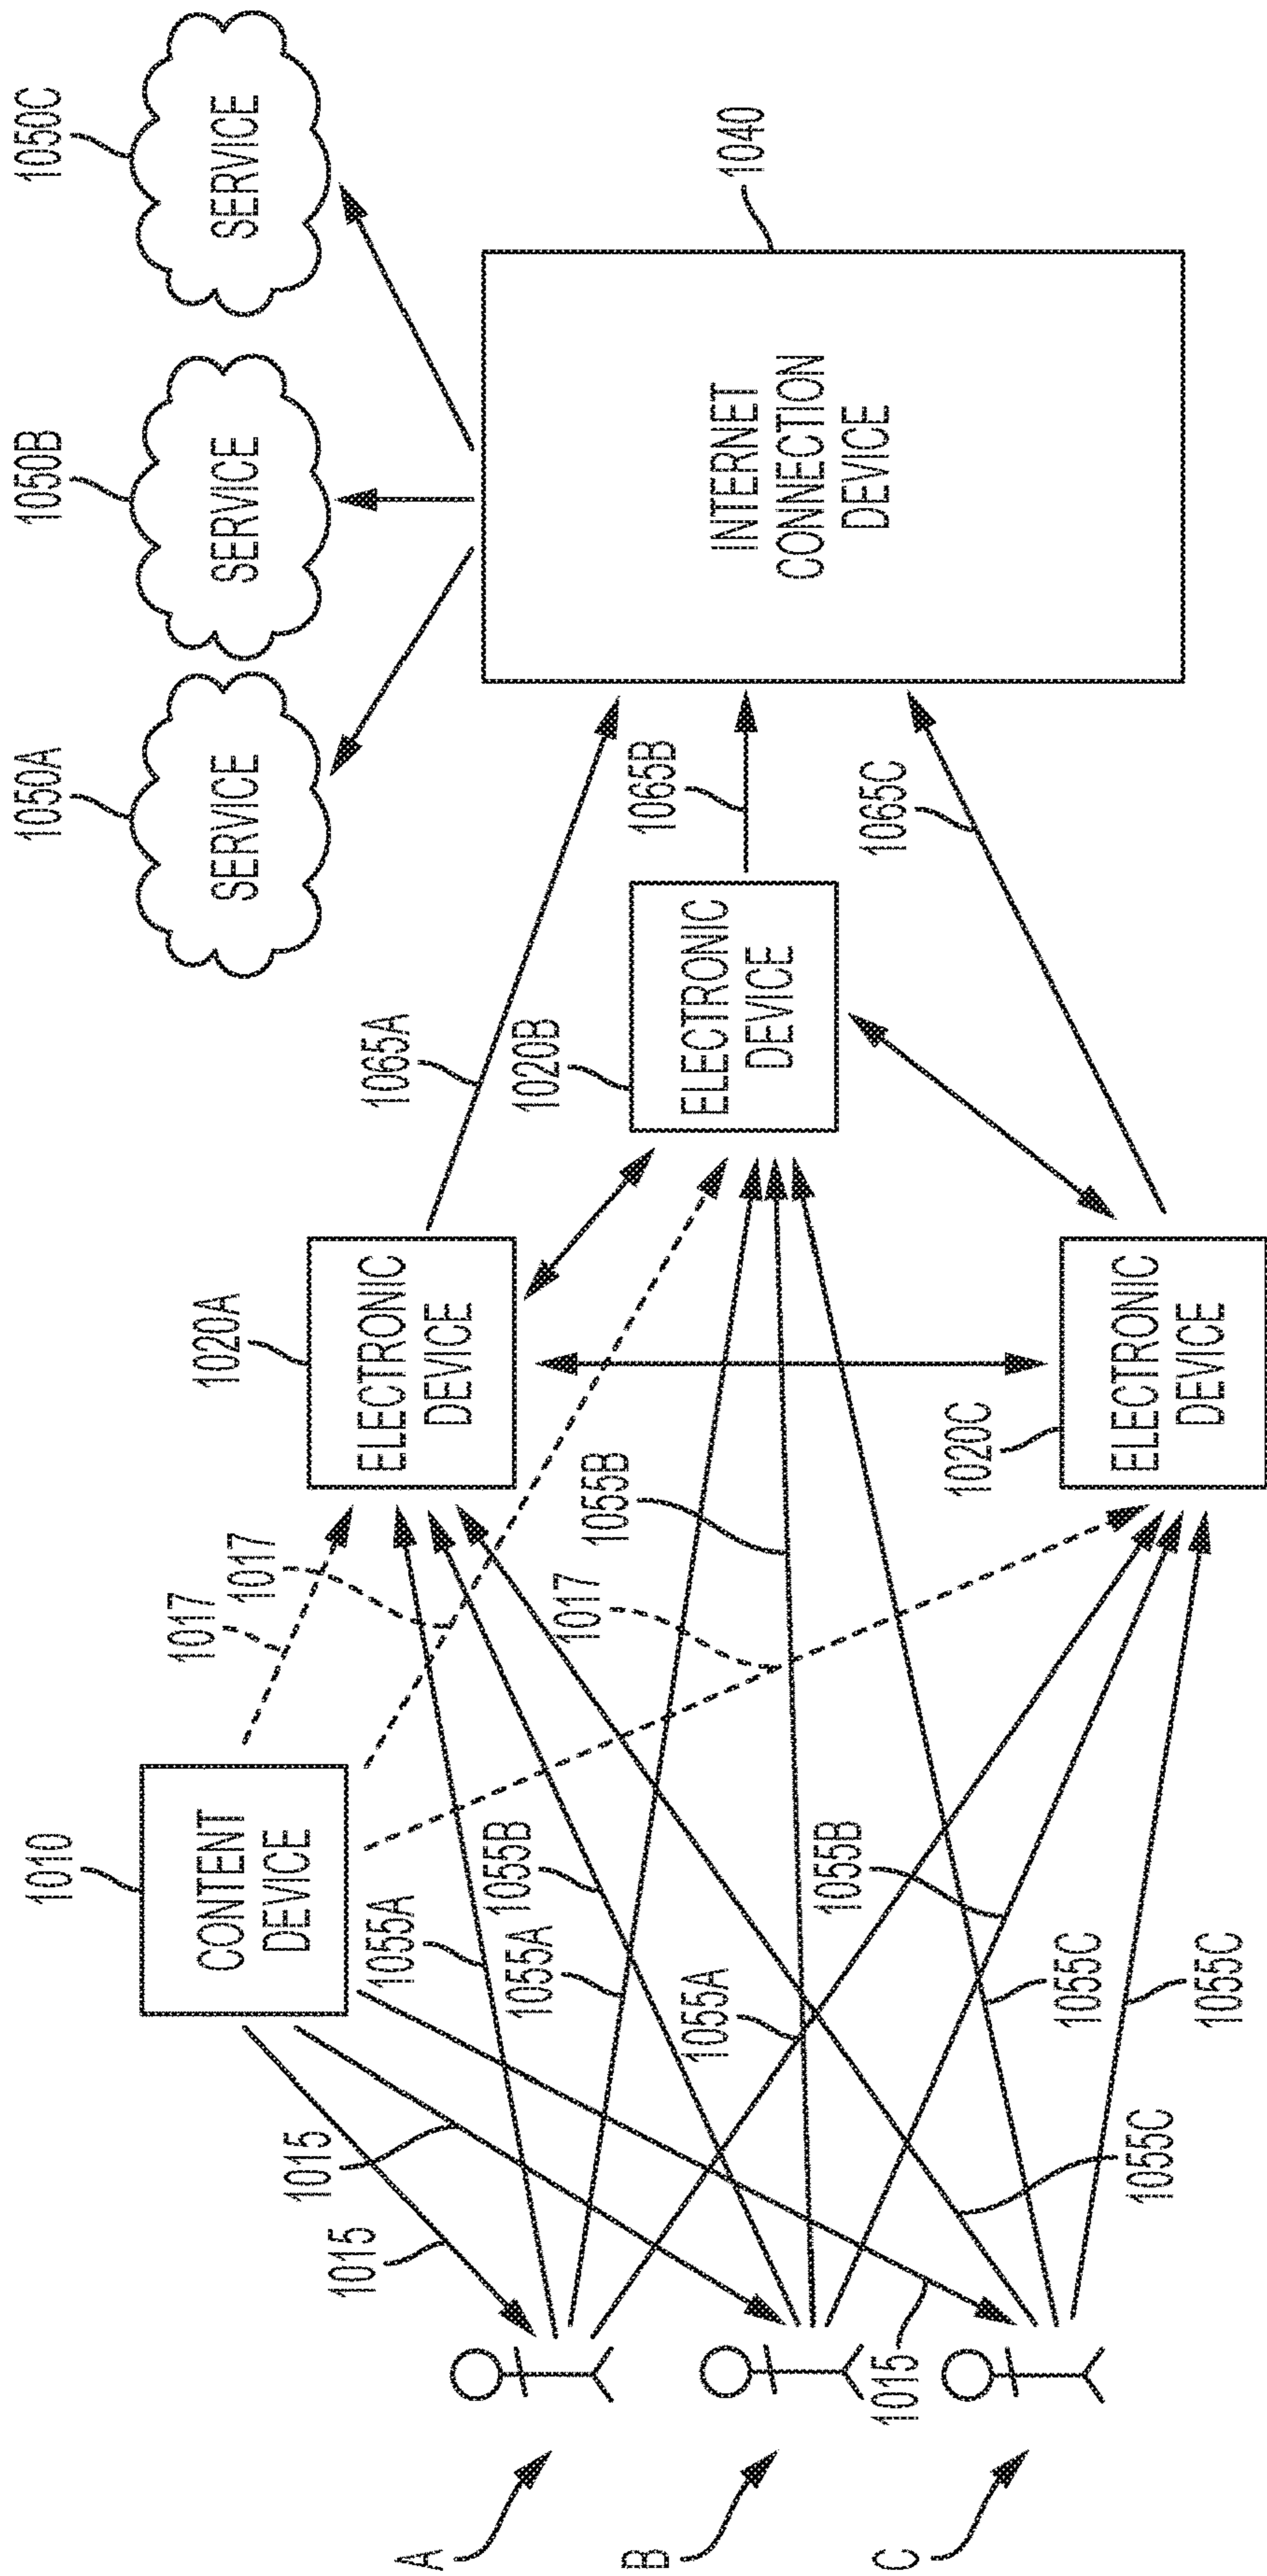 1050A
1050B
1050C
SERVICE
SERVICE
SERVICE
1010
CONTENT
DEVICE
1017
1017
1020A
ELECTRONIC
DEVICE
1065A
1040
INTERNET
CONNECTION
DEVICE
1015
1015
1055A
1055B
1055A
1017
1055B
1020B
ELECTRONIC
DEVICE
1065B
1055A
1055B
1065C
1015
1055C
1055C
1055C
1020C
ELECTRONIC
DEVICE
A
B
C